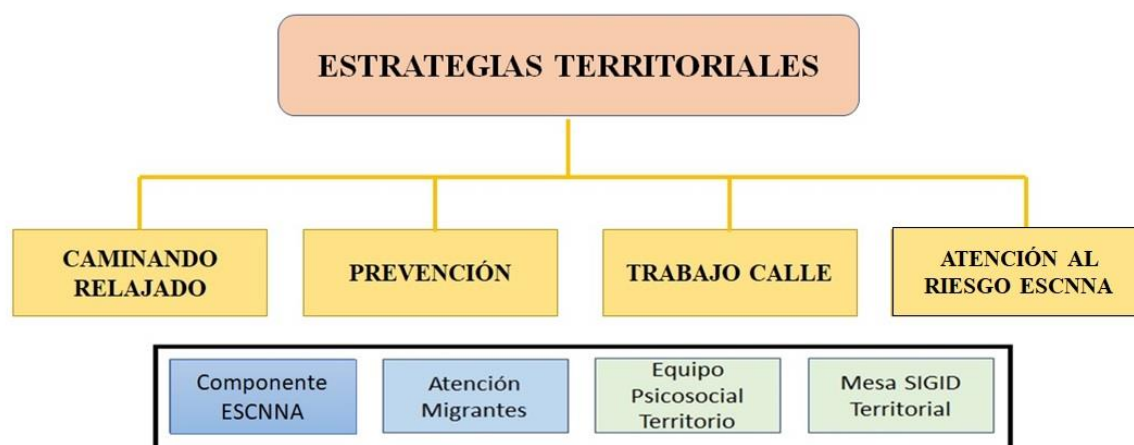 ESTRATEGIAS TERRITORIALES
CAMINANDO
RELAJADO
PREVENCIÓN
TRABAJO CALLE
ATENCIÓN AL
RIESGO ESCNNA
Componente
ESCNNA
Atención
Migrantes
Equipo
Psicosocial
Territorio
Mesa SIGID
Territorial